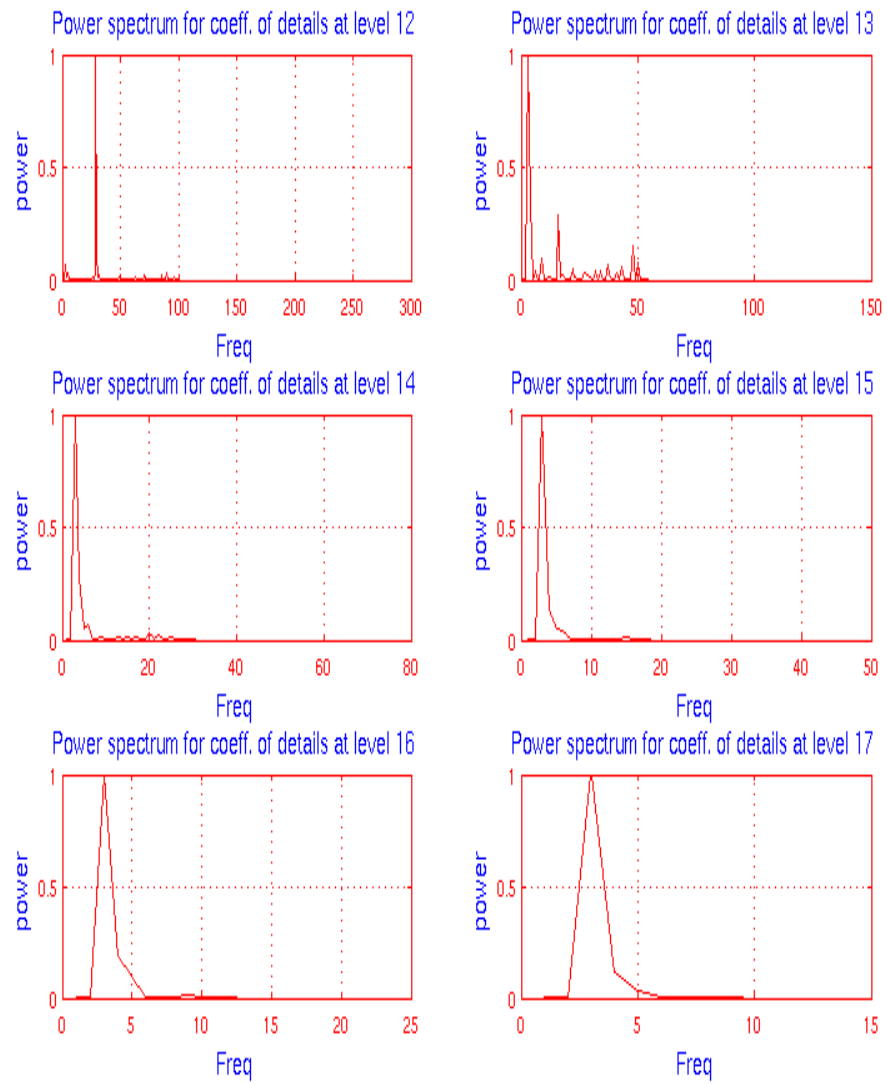 Power spectrum for coeff. of details at level 12
1
0.5
0
power
0 50 100 150 200 250 300
Freq
Power spectrum for coeff. of details at level 13
1
0.5
0
power
0 50 100 150
Freq
Power spectrum for coeff. of details at level 14
1
0.5
0
power
0 20 40 60 80
Freq
Power spectrum for coeff. of details at level 15
1
0.5
0
power
0 10 20 30 40 50
Freq
Power spectrum for coeff. of details at level 16
1
0.5
0
power
0 5 10 15 20 25
Freq
Power spectrum for coeff. of details at level 17
1
0.5
0
power
0 5 10 15
Freq